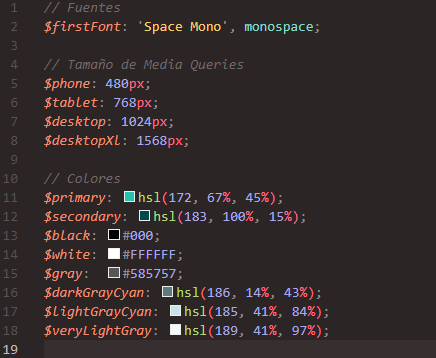 1 // Fuentes
2 $firstFont: 'Space Mono', monospace;
3
4 // Tamaño de Media Queries
5 $phone: 480px;
6 $tablet: 768px;
7 $desktop: 1024px;
8 $desktopXl: 1568px;
9
10 // Colores
11 $primary: hsl(172, 67%, 45%);
12 $secondary: hsl(183, 100%, 15%);
13 $black: #000;
14 $white: #FFFFFF;
15 $gray: #585757;
16 $darkGrayCyan: hsl(186, 14%, 43%);
17 $lightGrayCyan: hsl(185, 41%, 84%);
18 $veryLightGray: hsl(189, 41%, 97%);
19